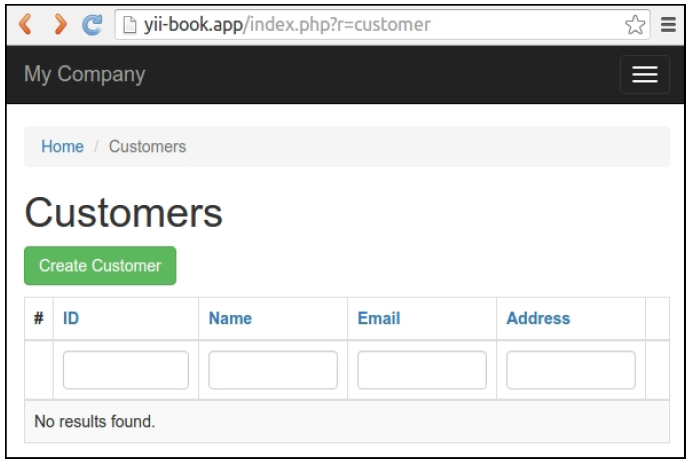 yii-book.app/index.php?r=customer
My Company
Home / Customers
Customers
Create Customer
# ID Name Email Address
No results found.